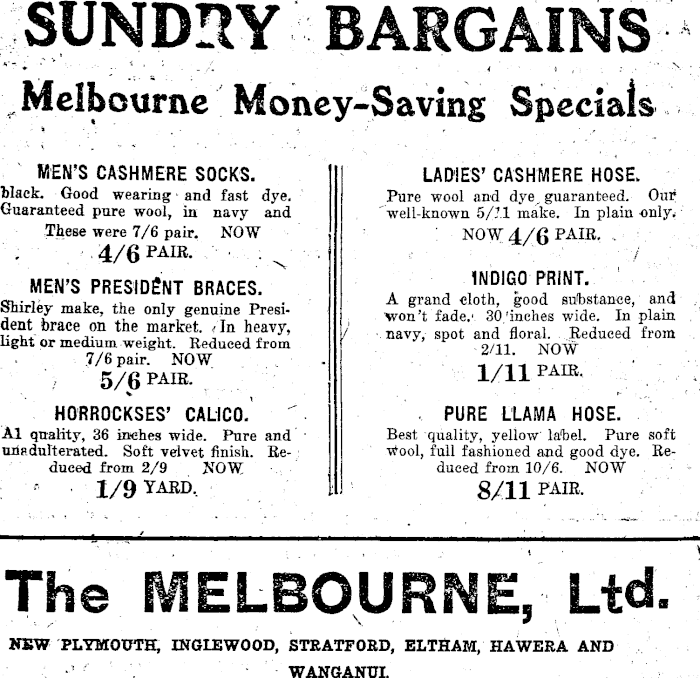 SUNDRY BARGAINS
Melbourne Money-Saving Specials
MEN'S CASHMERE SOCKS.
black. Good wearing and fast dye.
Guaranteed pure wool, in navy and
These were 7/6 pair. NOW
4/6 PAIR.
MEN'S PRESIDENT BRACES.
Shirley make, the only genuine Presi-
dent brace on the market. In heavy,
light or medium weight. Reduced from
7/6 pair. NOW
5/6 PAIR.
HORROCKSES' CALICO.
A1 quality, 36 inches wide. Pure and
unadulterated. Soft velvet finish. Re-
duced from 2/9 NOW
1/9 YARD.
LADIES' CASHMERE HOSE.
Pure wool and dye guaranteed. Our
well-known 5/11 make. In plain only.
NOW 4/6 PAIR.
INDIGO PRINT.
A grand cloth, good substance, and
won't fade. 30 inches wide. In plain
navy, spot and floral. Reduced from
2/11. NOW
1/11 PAIR.
PURE LLAMA HOSE.
Best quality, yellow label. Pure soft
wool, full fashioned and good dye. Re-
duced from 10/6. NOW
8/11 PAIR.
The MELBOURNE, Ltd.
NEW PLYMOUTH, INGLEWOOD, STRATFORD, ELTHAM, HAWERA AND
WANGANUI.